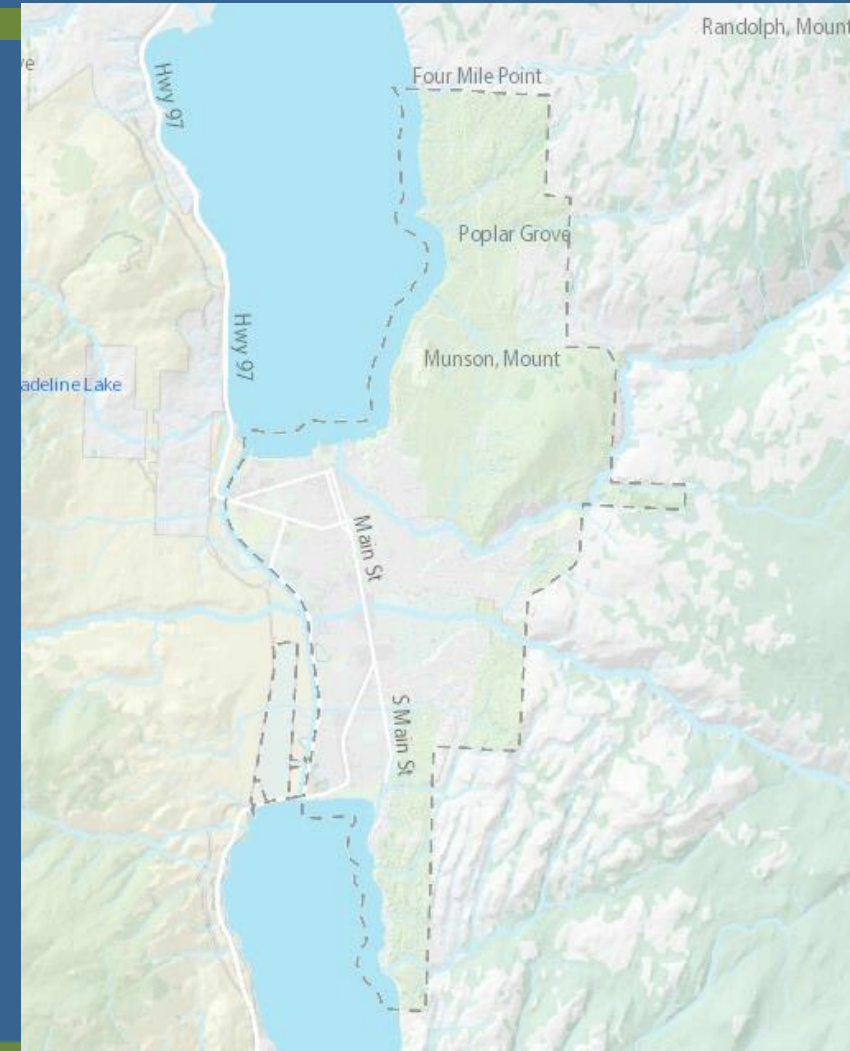 Randolph, Mount
Four Mile Point
Hwy 97
Poplar Grove
Hwy 97
Munson, Mount
adeline Lake
Main St
S Main St